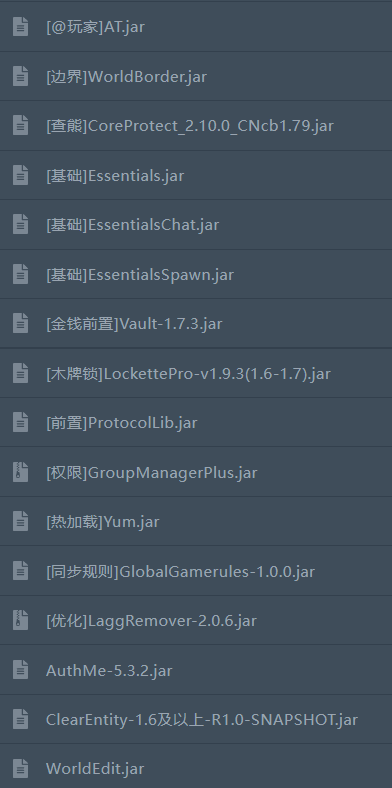 [@玩家]AT.jar
[边界]WorldBorder.jar
[查熊]CoreProtect_2.10.0_CNcb1.79.jar
[基础]Essentials.jar
[基础]EssentialsChat.jar
[基础]EssentialsSpawn.jar
[金钱前置]Vault-1.7.3.jar
[木牌锁]LockettePro-v1.9.3(1.6-1.7).jar
[前置]ProtocolLib.jar
[权限]GroupManagerPlus.jar
[热加载]Yum.jar
[同步规则]GlobalGamerules-1.0.0.jar
[优化]LaggRemover-2.0.6.jar
AuthMe-5.3.2.jar
ClearEntity-1.6及以上-R1.0-SNAPSHOT.jar
WorldEdit.jar